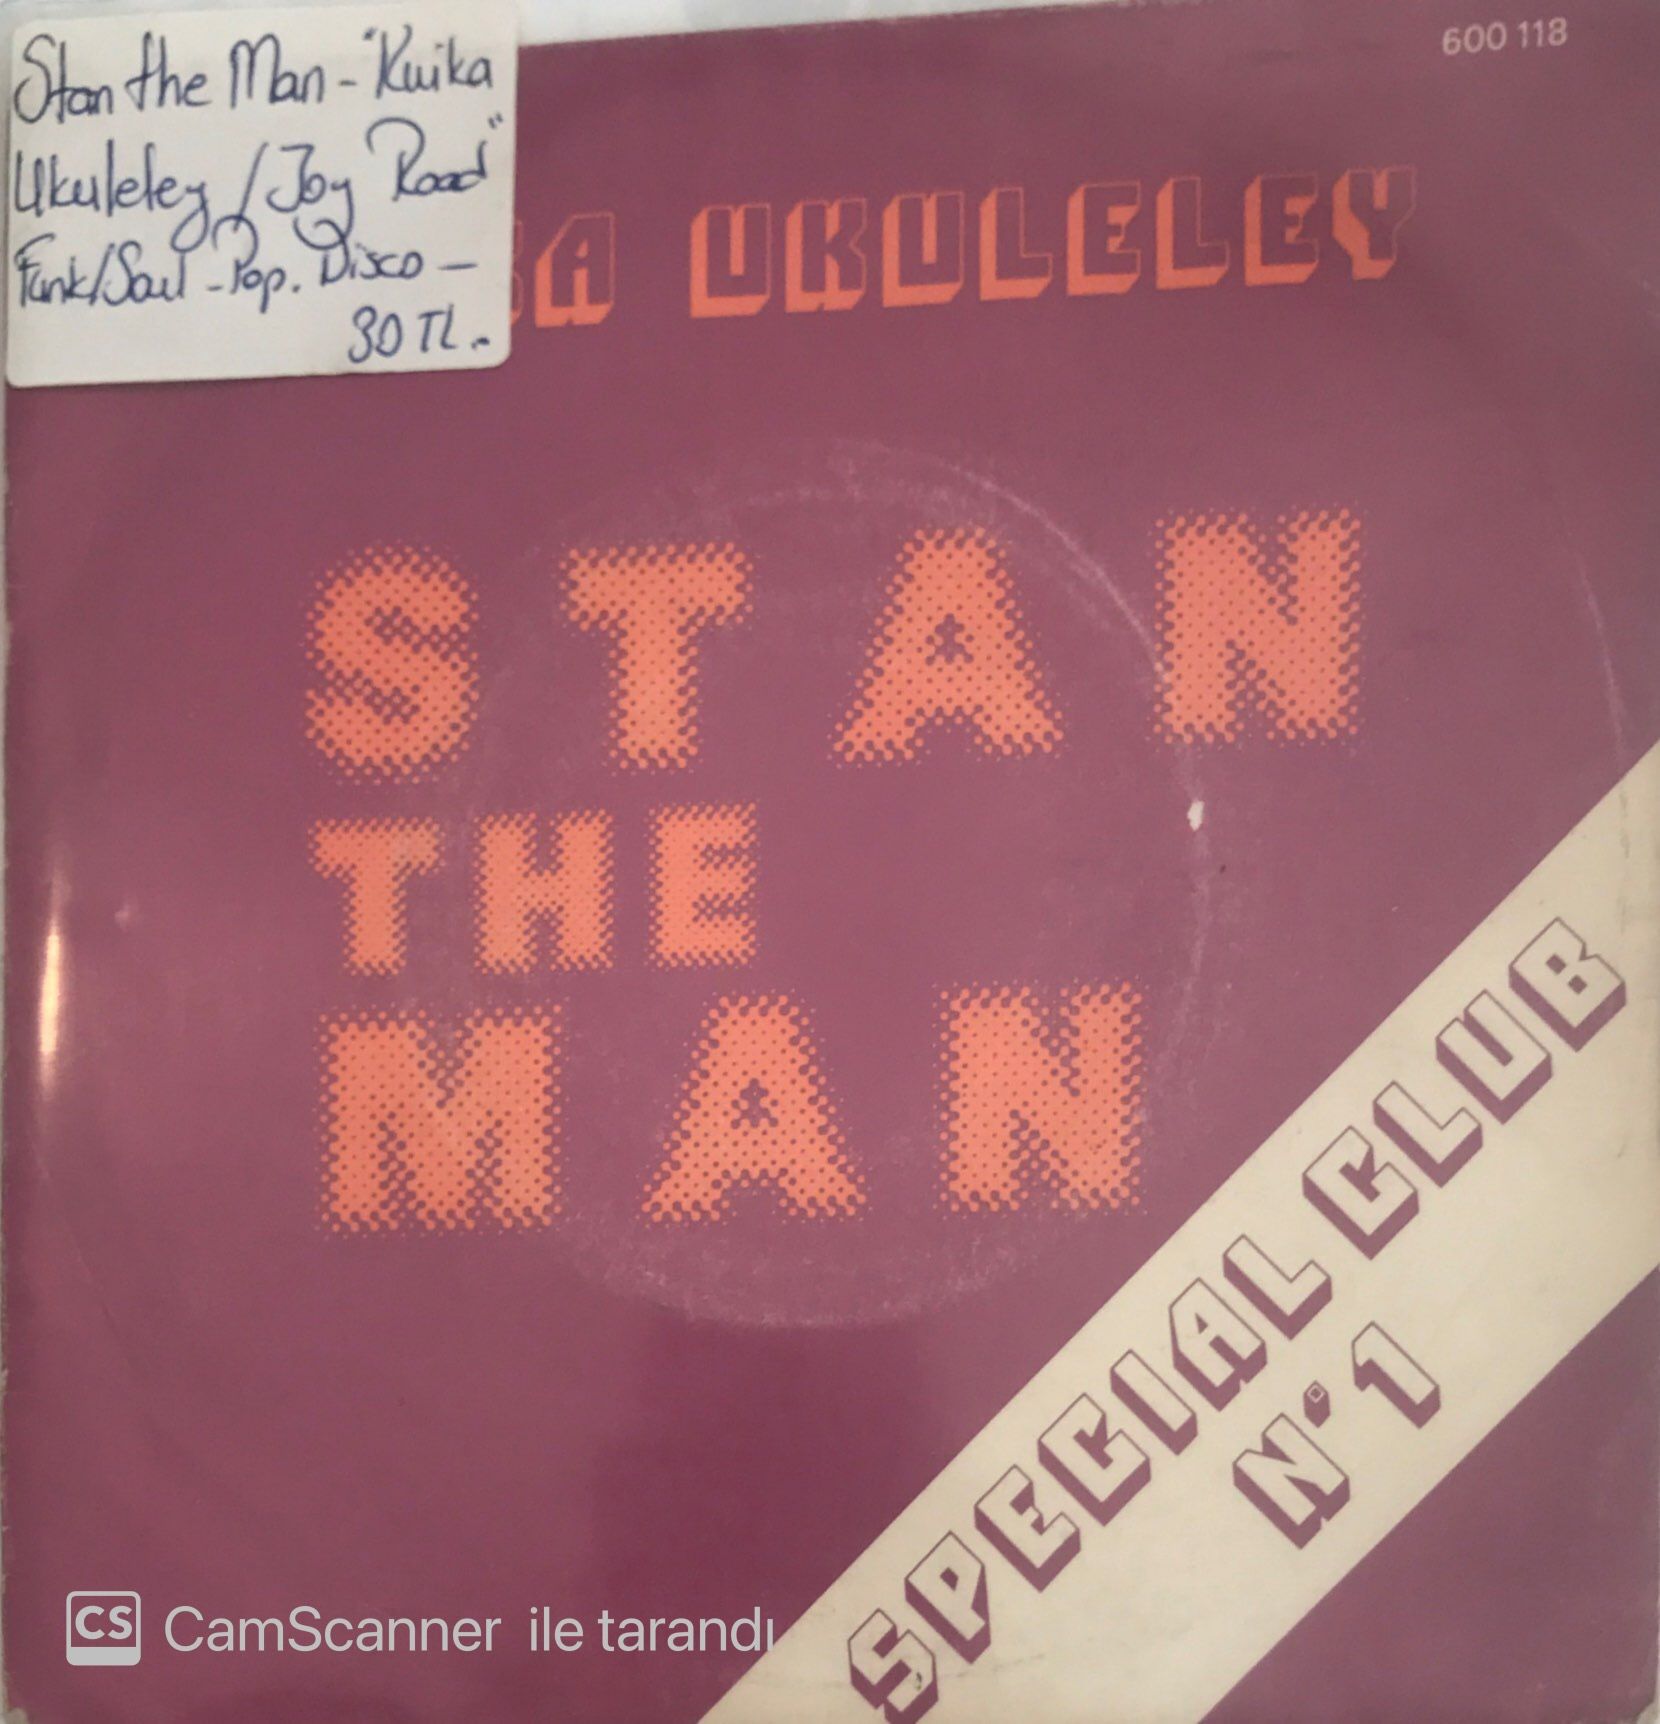 Stan the Man - "Kuika
Ukuleley / Joy Road"
Funk/Soul - Pop. Disco -
30 TL.-
600 118
UKULELEY
STAN
THE
MAN
SPECIAL CLUB
N°1
CS CamScanner ile tarandı